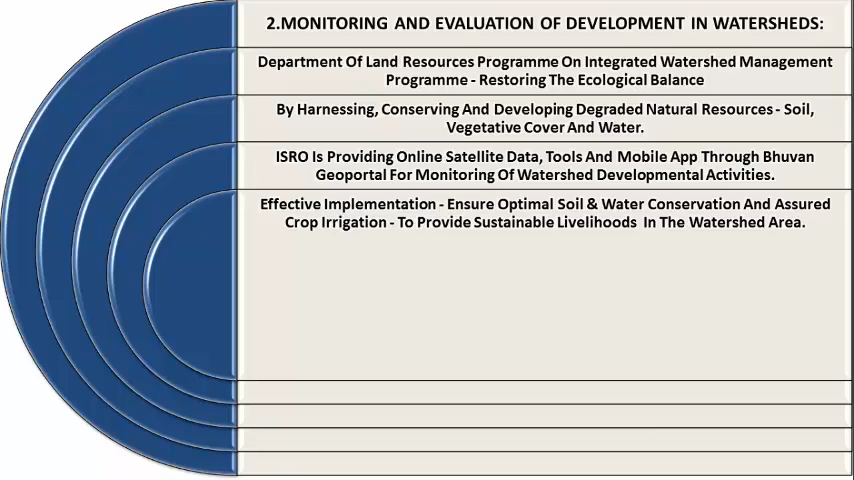 2.MONITORING AND EVALUATION OF DEVELOPMENT IN WATERSHEDS:
Department Of Land Resources Programme On Integrated Watershed Management
Programme - Restoring The Ecological Balance
By Harnessing, Conserving And Developing Degraded Natural Resources - Soil,
Vegetative Cover And Water.
ISRO Is Providing Online Satellite Data, Tools And Mobile App Through Bhuvan
Geoportal For Monitoring Of Watershed Developmental Activities.
Effective Implementation - Ensure Optimal Soil & Water Conservation And Assured
Crop Irrigation - To Provide Sustainable Livelihoods In The Watershed Area.